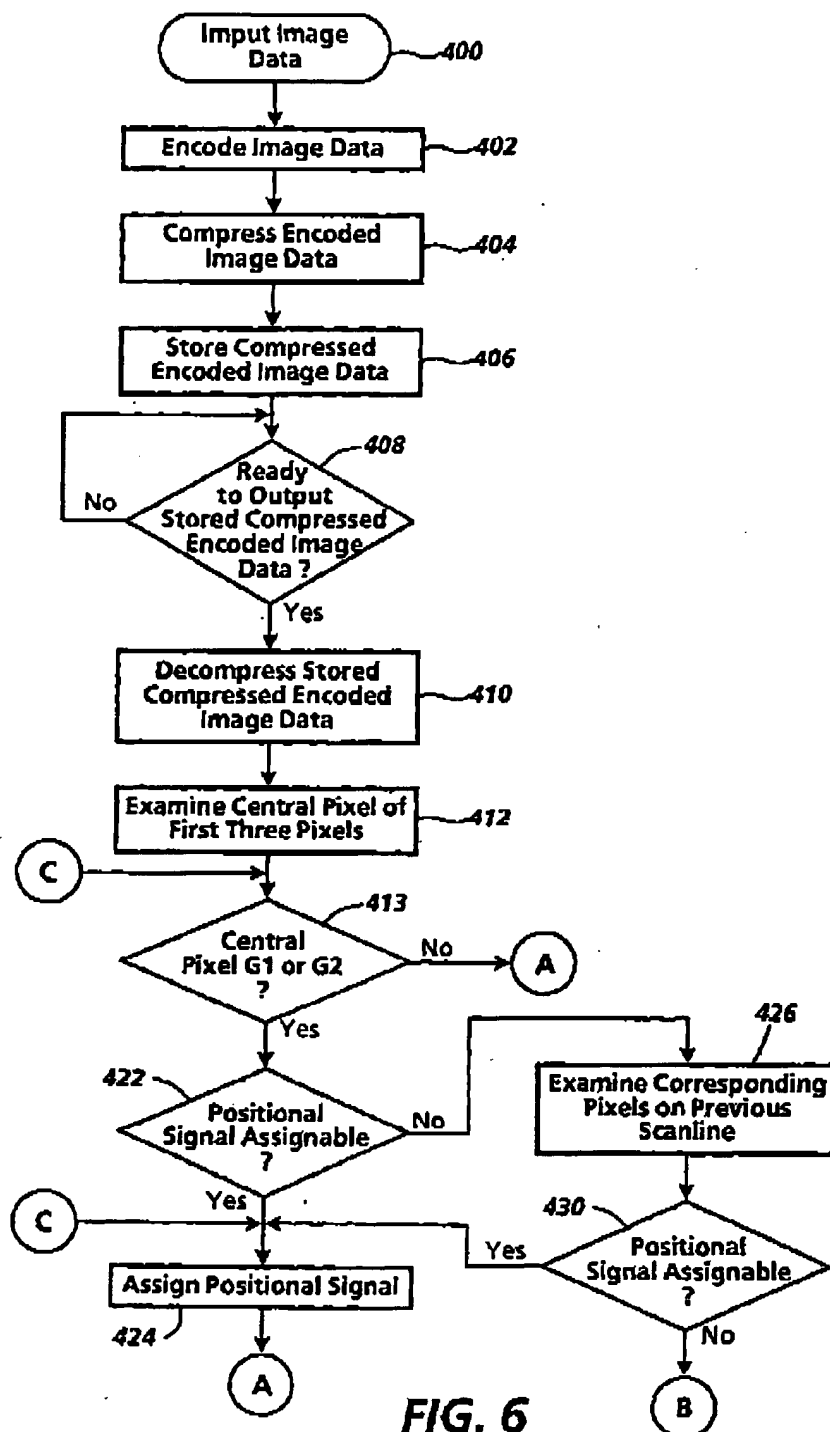 Imput Image
Data
400
Encode Image Data
402
Compress Encoded
Image Data
404
Store Compressed
Encoded Image Data
406
408
Ready
to Output
Stored Compressed
Encoded Image
Data ?
No
Yes
Decompress Stored
Compressed Encoded
Image Data
410
Examine Central Pixel of
First Three Pixels
412
C
413
Central
Pixel G1 or G2
?
No
A
Yes
422
Positional
Signal Assignable
?
No
426
Examine Corresponding
Pixels on Previous
Scanline
Yes
C
430
Positional
Signal Assignable
?
Yes
No
Assign Positional Signal
424
A
B
FIG. 6